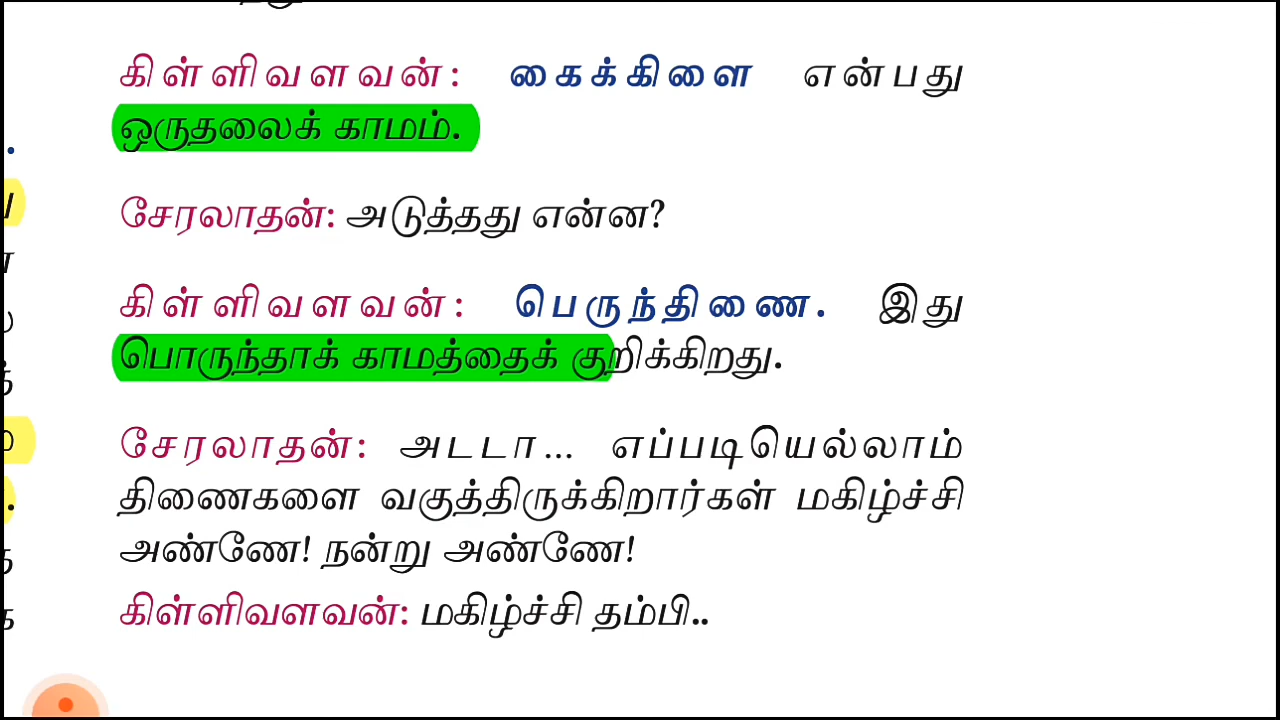 கிள்ளிவளவன்: கைக்கிளை என்பது
ஒருதலைக் காமம்.
சேரலாதன்: அடுத்தது என்ன?
கிள்ளிவளவன்: பெருந்திணை. இது
பொருந்தாக் காமத்தைக் குறிக்கிறது.
சேரலாதன்: அடடா... எப்படியெல்லாம்
திணைகளை வகுத்திருக்கிறார்கள் மகிழ்ச்சி
அண்ணே! நன்று அண்ணே!
கிள்ளிவளவன்: மகிழ்ச்சி தம்பி..